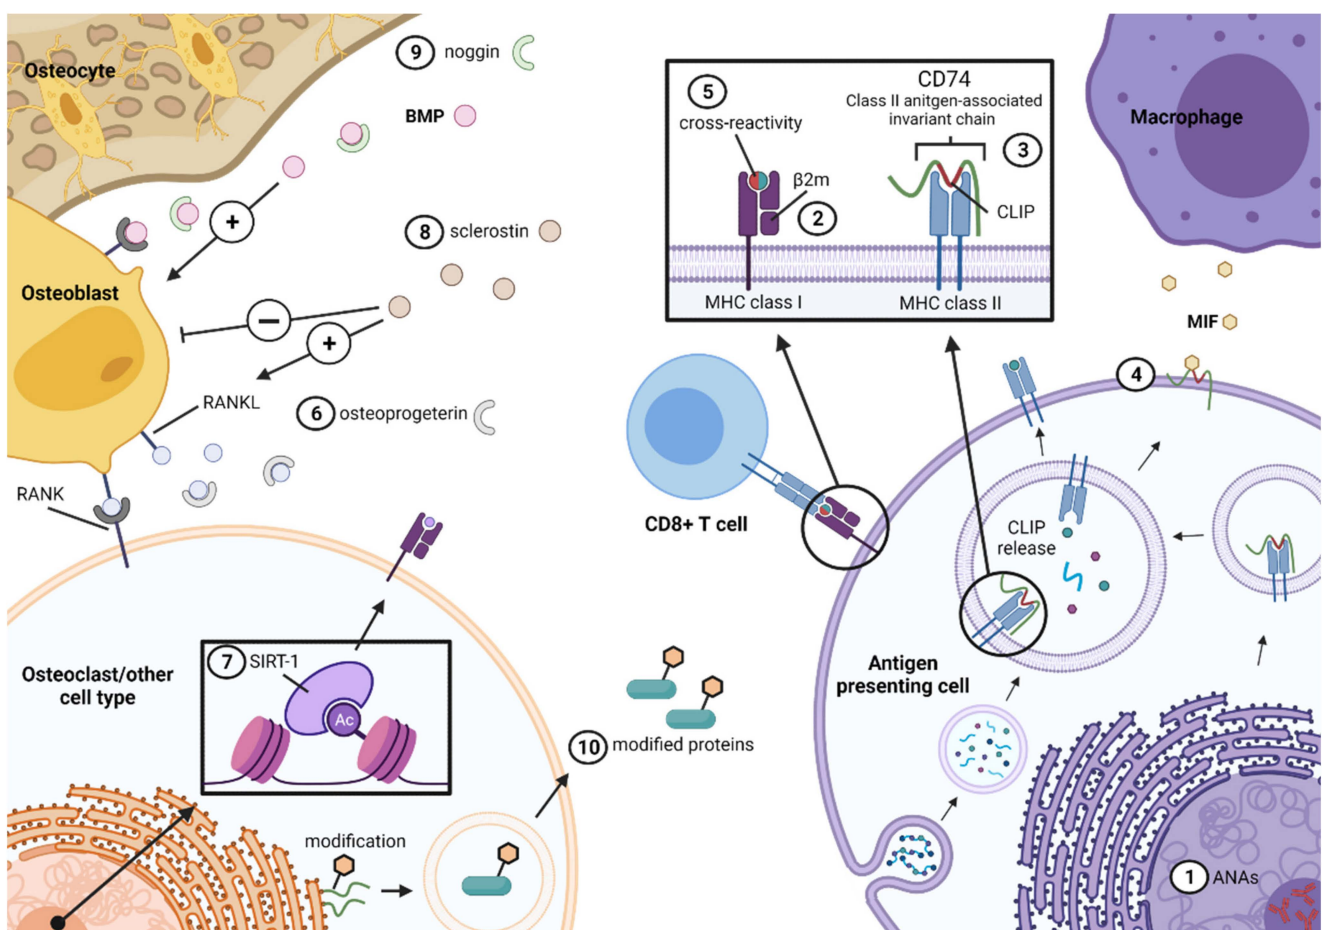 Osteocyte
9 noggin
BMP
+
8 sclerostin
Osteoblast
−
+
RANKL
6 osteoprogeterin
RANK
5
cross-reactivity
CD74
Class II anitgen-associated
invariant chain
3
β2m
2
CLIP
MHC class I
MHC class II
Macrophage
MIF
4
CD8+ T cell
CLIP
release
Antigen
presenting cell
Osteoclast/other
cell type
7 SIRT-1
Ac
10 modified proteins
modification
1 ANAs